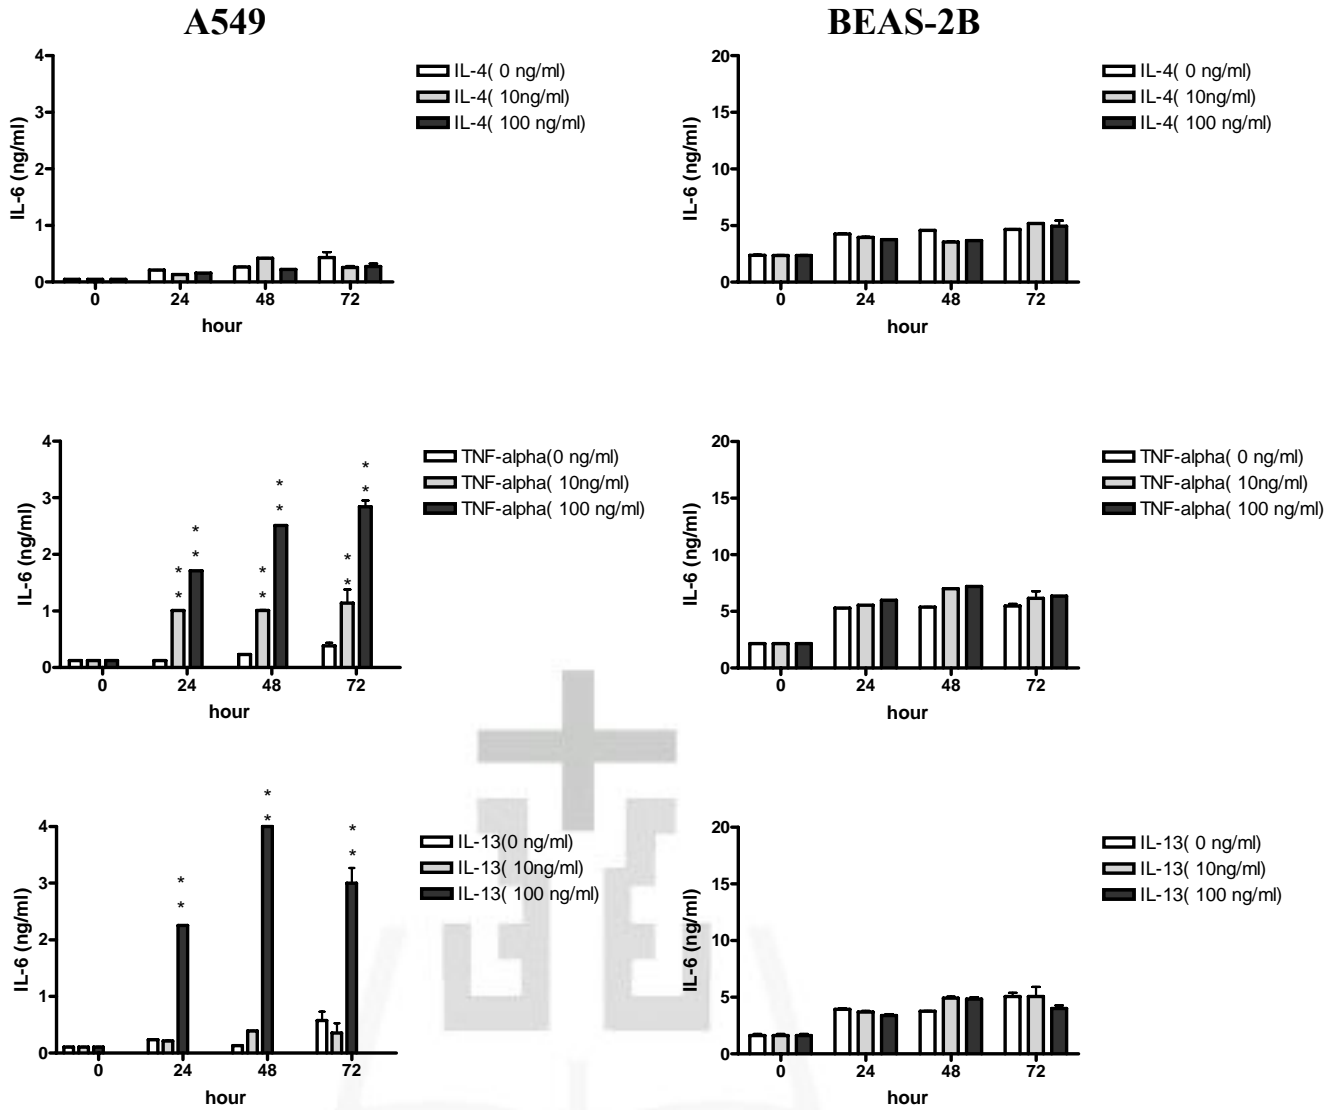 A549
BEAS-2B
4
3
2
1
0
IL-6 (ng/ml)
0
24
48
72
hour
IL-4( 0 ng/ml)
IL-4( 10ng/ml)
IL-4( 100 ng/ml)
20
15
10
5
0
IL-6 (ng/ml)
0
24
48
72
hour
IL-4( 0 ng/ml)
IL-4( 10ng/ml)
IL-4( 100 ng/ml)
4
3
2
1
0
IL-6 (ng/ml)
* *
* *
* *
* *
* *
* *
0
24
48
72
hour
TNF-alpha(0 ng/ml)
TNF-alpha( 10ng/ml)
TNF-alpha( 100 ng/ml)
20
15
10
5
0
IL-6 (ng/ml)
0
24
48
72
hour
TNF-alpha( 0 ng/ml)
TNF-alpha( 10ng/ml)
TNF-alpha( 100 ng/ml)
4
3
2
1
0
IL-6 (ng/ml)
* *
* *
* *
0
24
48
72
hour
IL-13(0 ng/ml)
IL-13( 10ng/ml)
IL-13( 100 ng/ml)
20
15
10
5
0
IL-6 (ng/ml)
0
24
48
72
hour
IL-13( 0 ng/ml)
IL-13( 10ng/ml)
IL-13( 100 ng/ml)